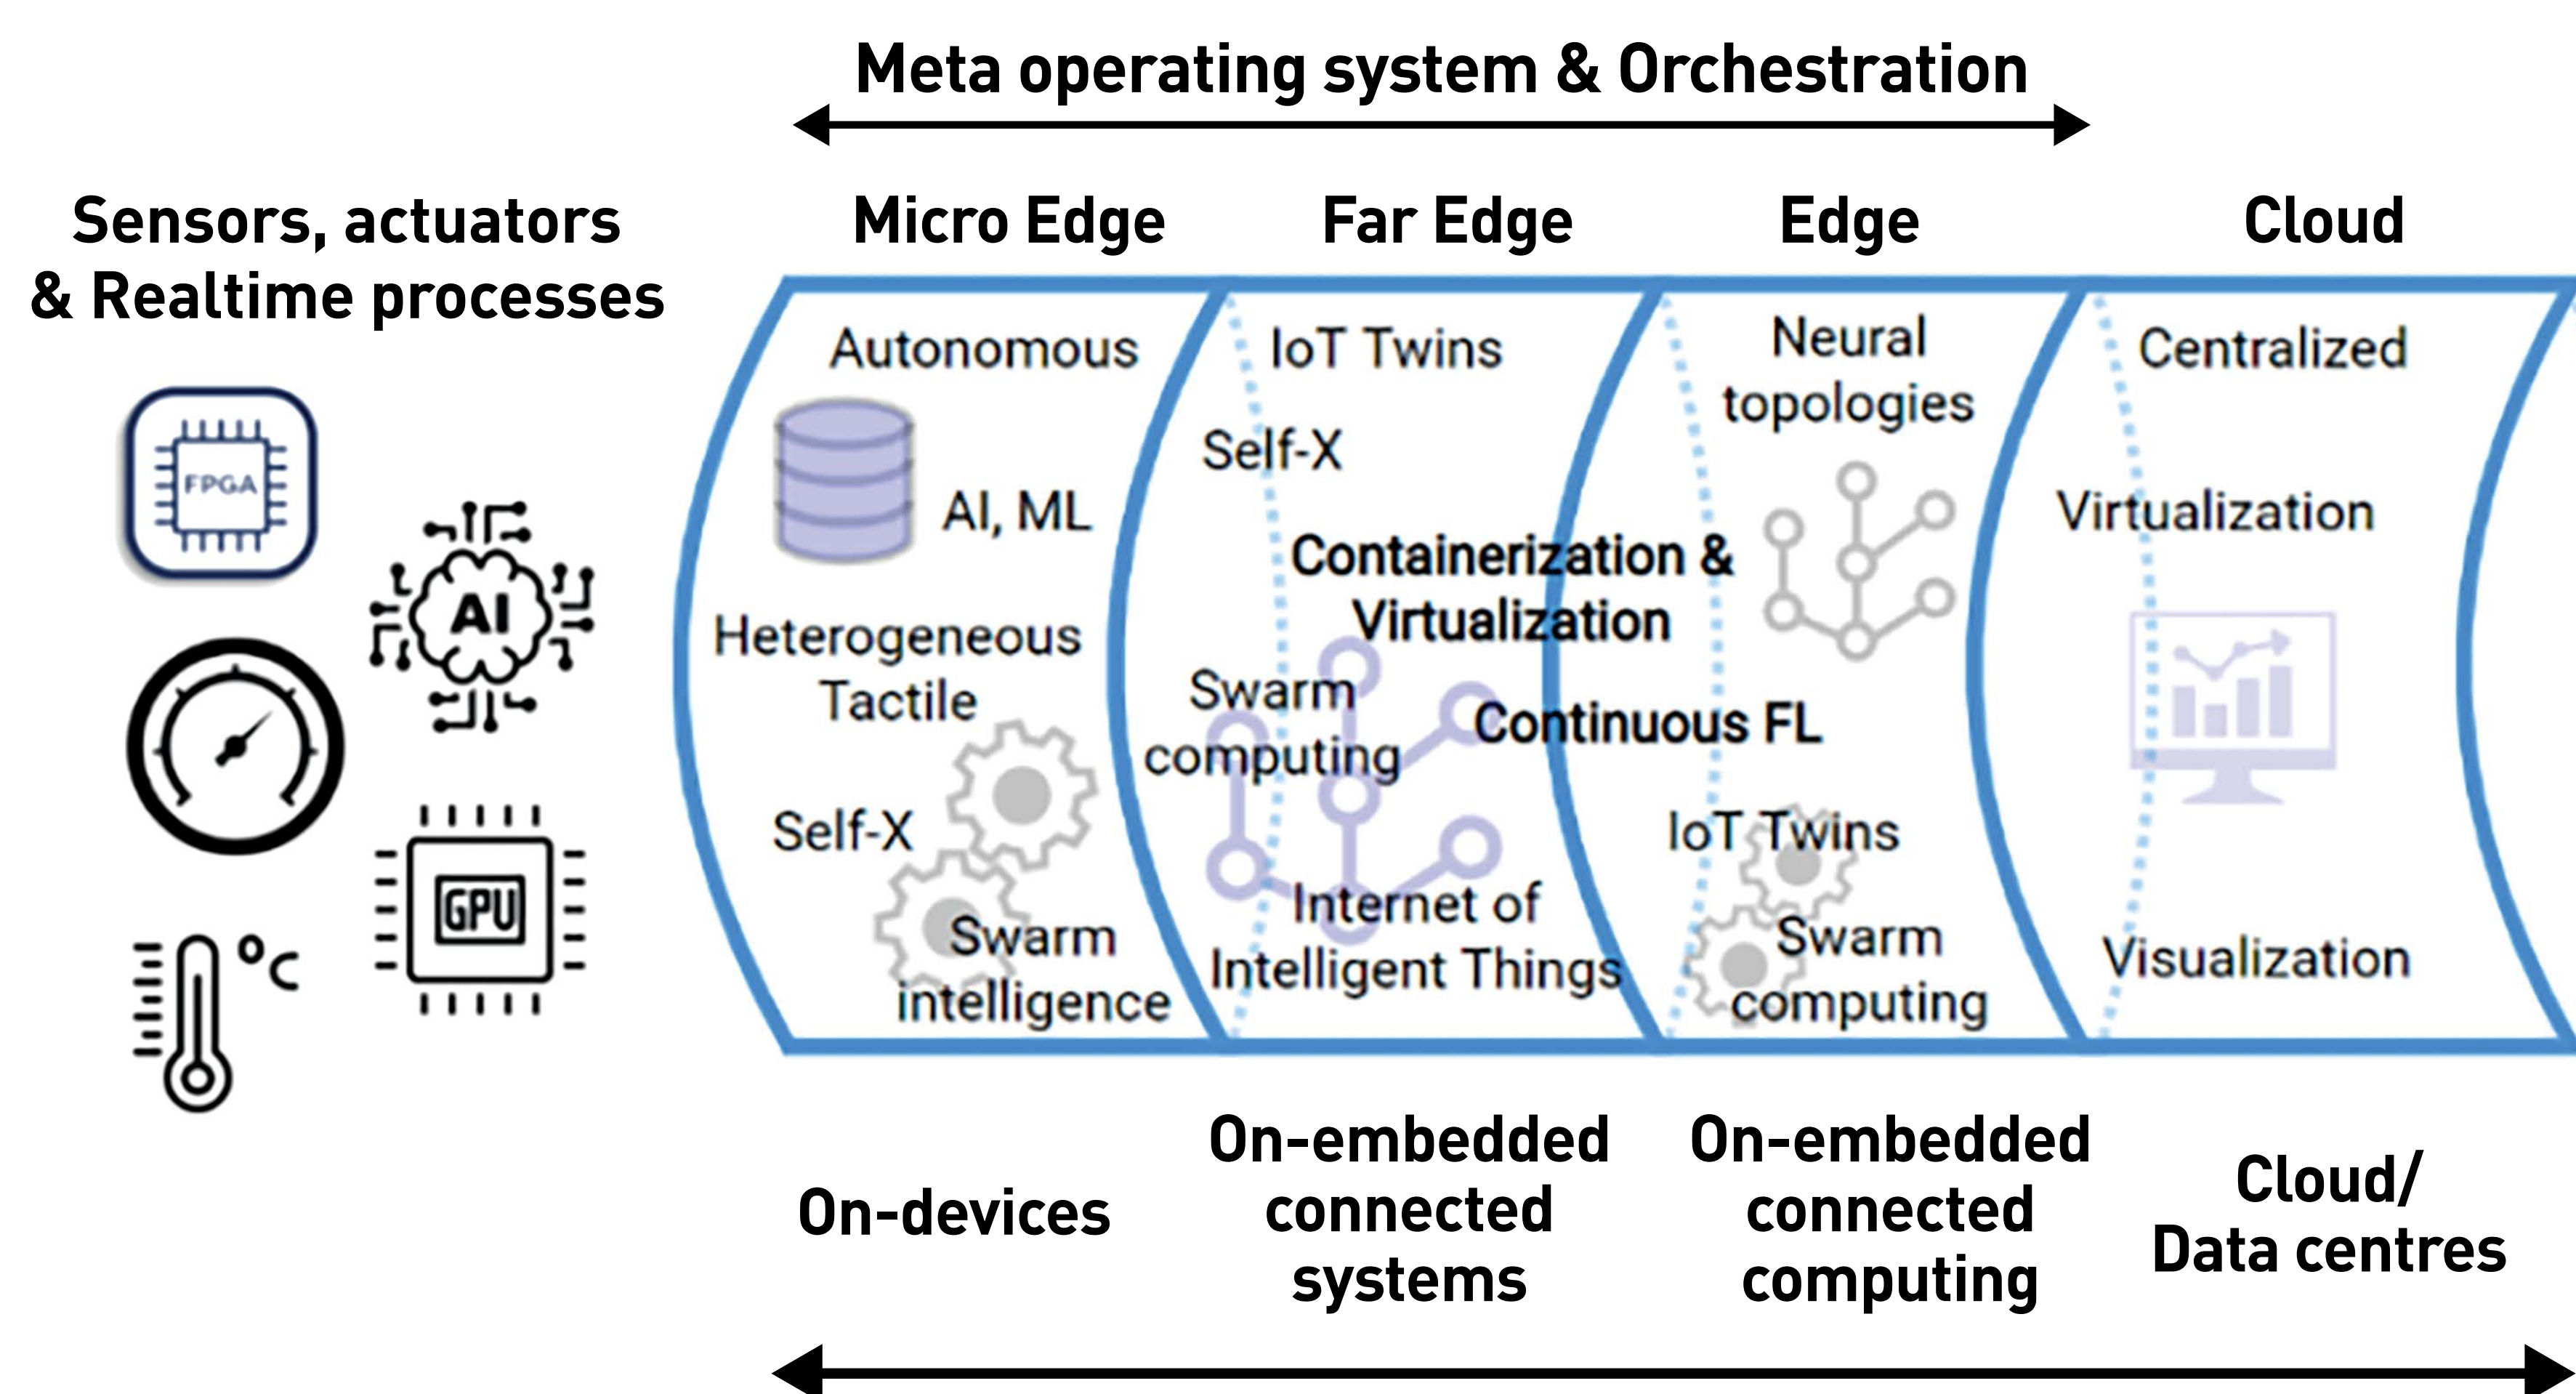 Meta operating system & Orchestration
Sensors, actuators
& Realtime processes
Micro Edge
Far Edge
Edge
Cloud
FPGA
AI
GPU
°C
Autonomous
AI, ML
Heterogeneous
Tactile
Self-X
Swarm
intelligence
IoT Twins
Self-X
Containerization &
Virtualization
Swarm
computing
Continuous FL
Internet of
Intelligent Things
Neural
topologies
IoT Twins
Swarm
computing
Centralized
Virtualization
Visualization
On-devices
On-embedded
connected
systems
On-embedded
connected
computing
Cloud/
Data centres